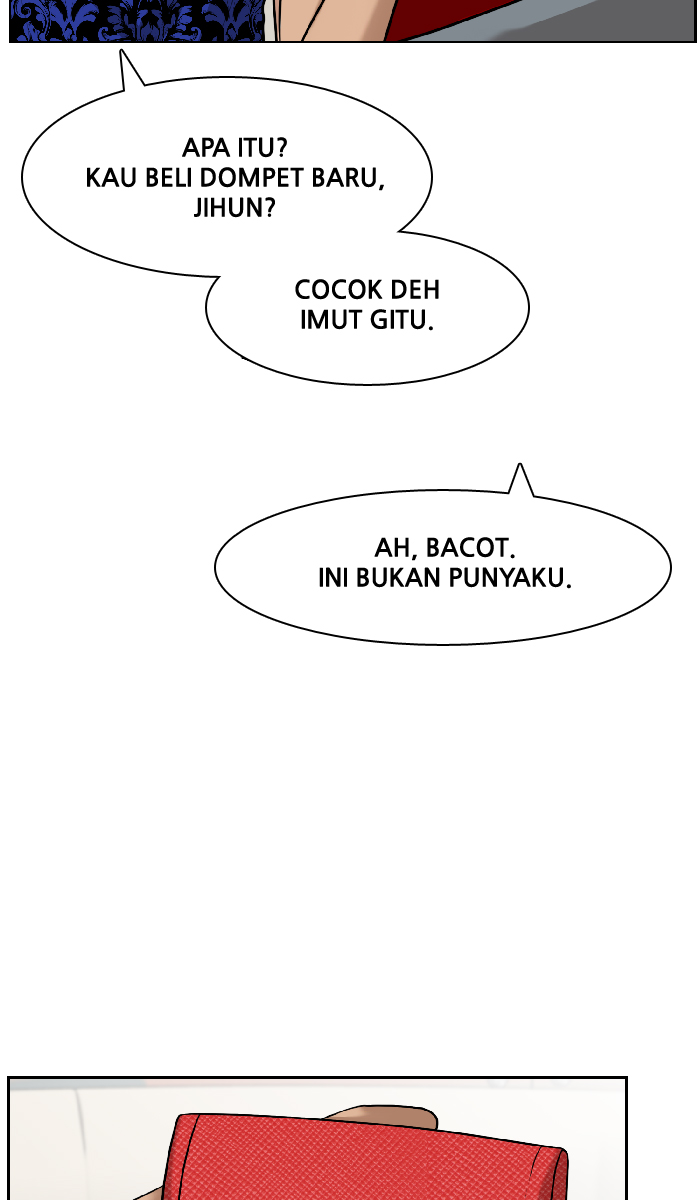 APA ITU?
KAU BELI DOMPET BARU,
JIHUN?
COCOK DEH
IMUT GITU.
AH, BACOT.
INI BUKAN PUNYAKU.